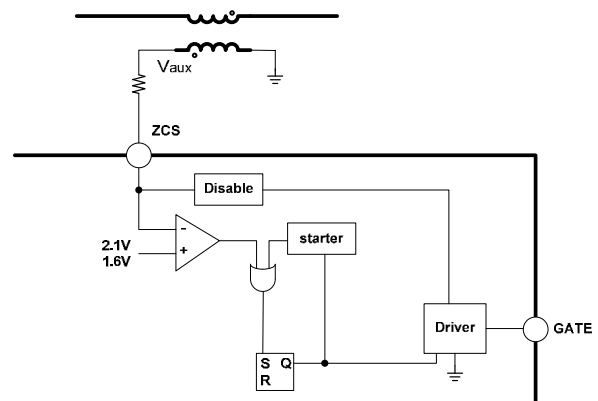 Vaux
ZCS
Disable
-
2.1V
1.6V
+
starter
S Q
R
Driver
GATE